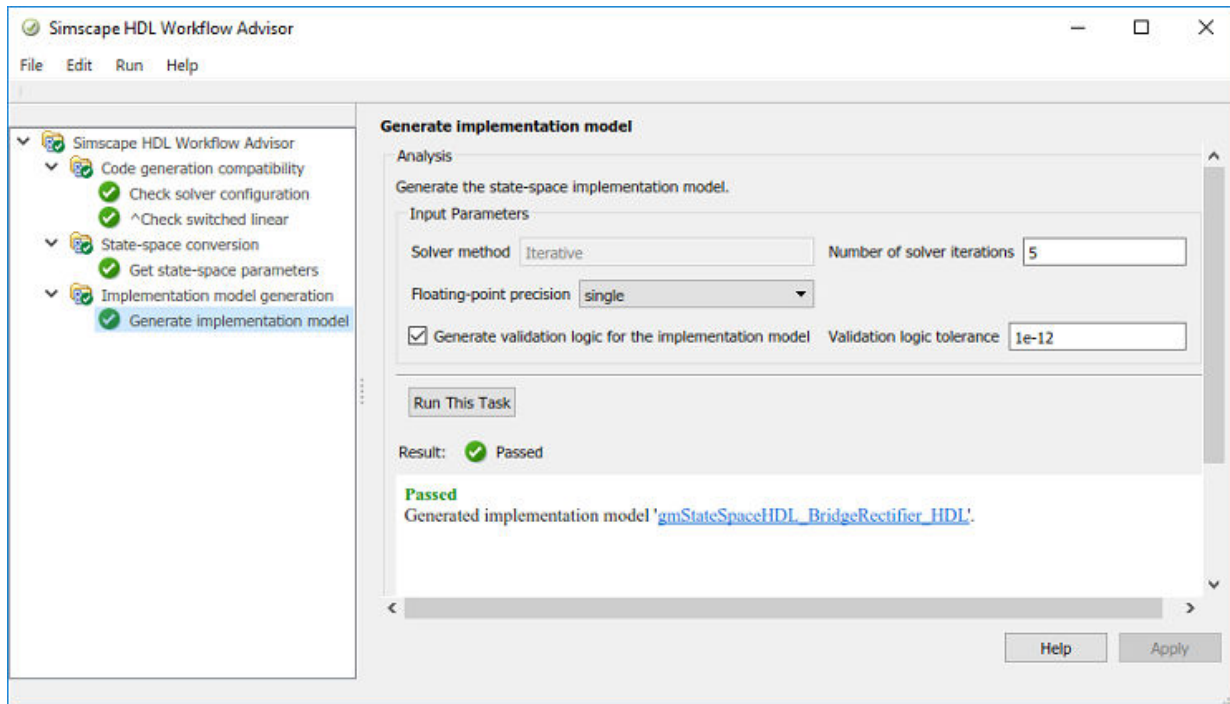 Simscape HDL Workflow Advisor
File Edit Run Help
Simscape HDL Workflow Advisor
Code generation compatibility
Check solver configuration
^Check switched linear
State-space conversion
Get state-space parameters
Implementation model generation
Generate implementation model
Generate implementation model
Analysis
Generate the state-space implementation model.
Input Parameters
Solver method Iterative Number of solver iterations 5
Floating-point precision single
Generate validation logic for the implementation model Validation logic tolerance 1e-12
Run This Task
Result: Passed
Passed
Generated implementation model 'gmStateSpaceHDL_BridgeRectifier_HDL'.
Help Apply